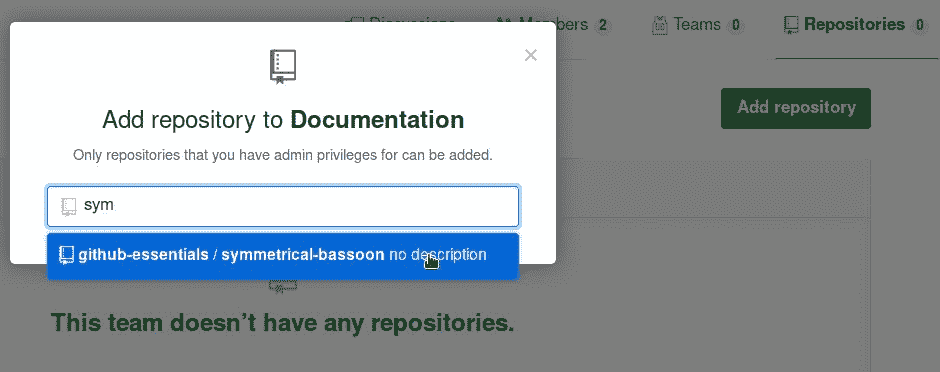 Discussions Members 2 Teams 0 Repositories 0
Add repository
Add repository to Documentation
Only repositories that you have admin privileges for can be added.
sym
github-essentials / symmetrical-bassoon no description
This team doesn't have any repositories.